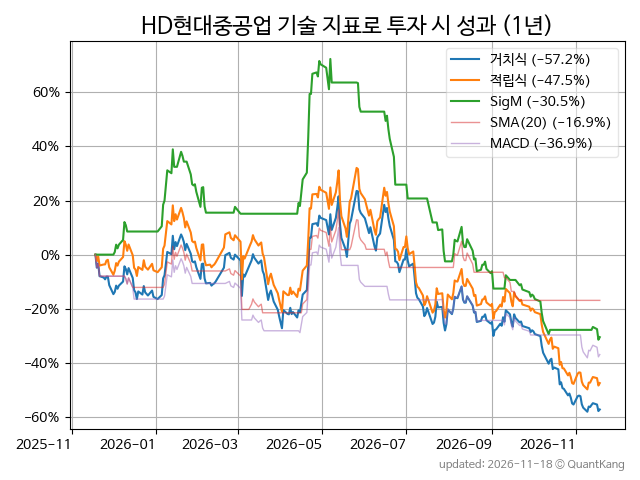 HD현대중공업 기술 지표로 투자 시 성과 (1년)
거치식 (−57.2%)
적립식 (−47.5%)
SigM (−30.5%)
SMA(20) (−16.9%)
MACD (−36.9%)
60%
40%
20%
0%
−20%
−40%
−60%
2025-11 2026-01 2026-03 2026-05 2026-07 2026-09 2026-11
updated: 2026-11-18 © QuantKang